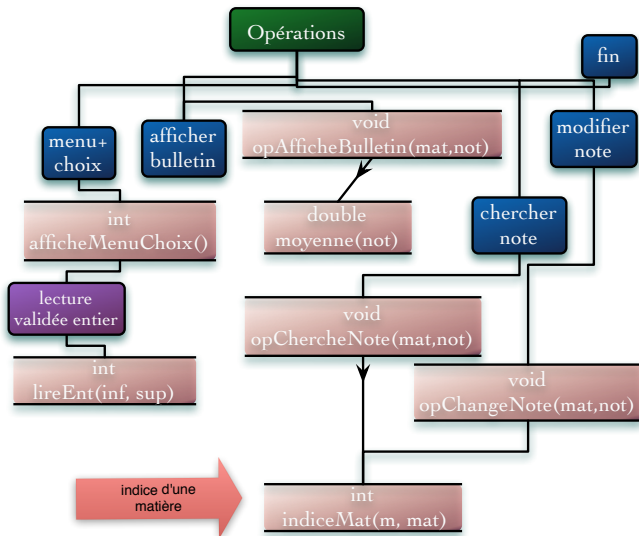 Opérations
fin
menu+
choix
afficher
bulletin
void
opAfficheBulletin(mat,not)
modifier
note
int
afficheMenuChoix()
double
moyenne(not)
chercher
note
lecture
validée entier
void
opChercheNote(mat,not)
int
lireEnt(inf, sup)
void
opChangeNote(mat,not)
indice d'une
matière
int
indiceMat(m, mat)